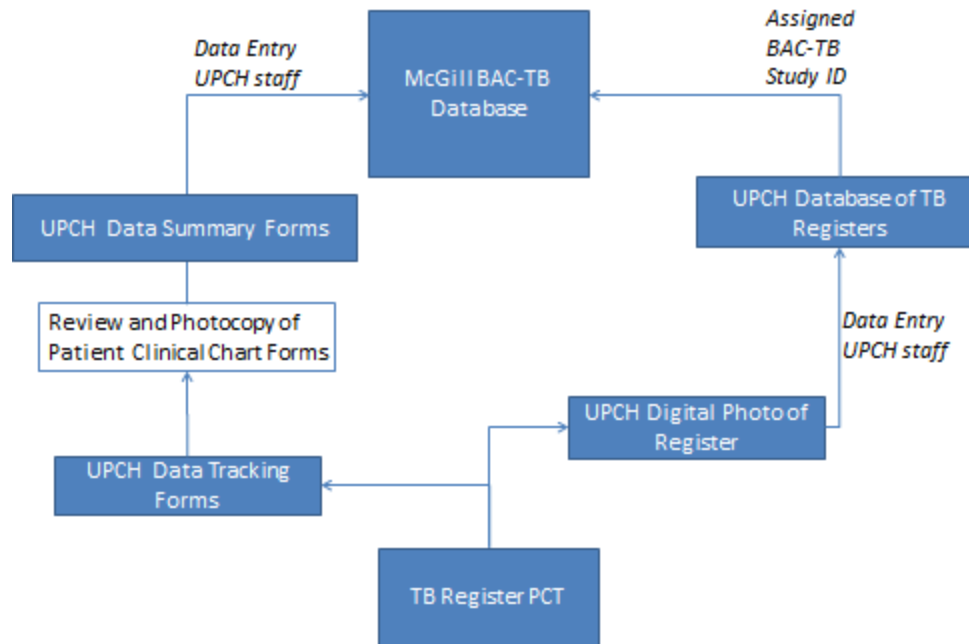 Data Entry
UPCH staff
McGill BAC-TB
Database
Assigned
BAC-TB
Study ID
UPCH Data Summary Forms
UPCH Database of TB
Registers
Review and Photocopy of
Patient Clinical Chart Forms
Data Entry
UPCH staff
UPCH Digital Photo of
Register
UPCH Data Tracking
Forms
TB Register PCT